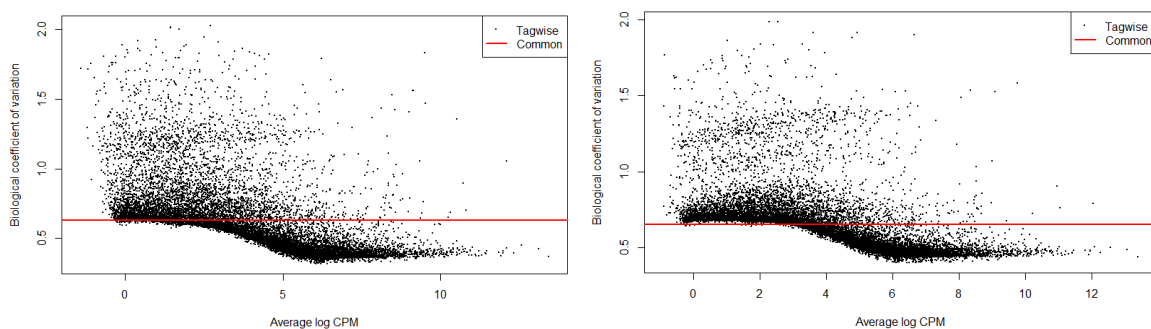 2.0
1.5
1.0
0.5
Biological coefficient of variation
Tagwise
Common
0
5
10
Average log CPM
2.0
1.5
1.0
0.5
Biological coefficient of variation
Tagwise
Common
0
2
4
6
8
10
12
Average log CPM